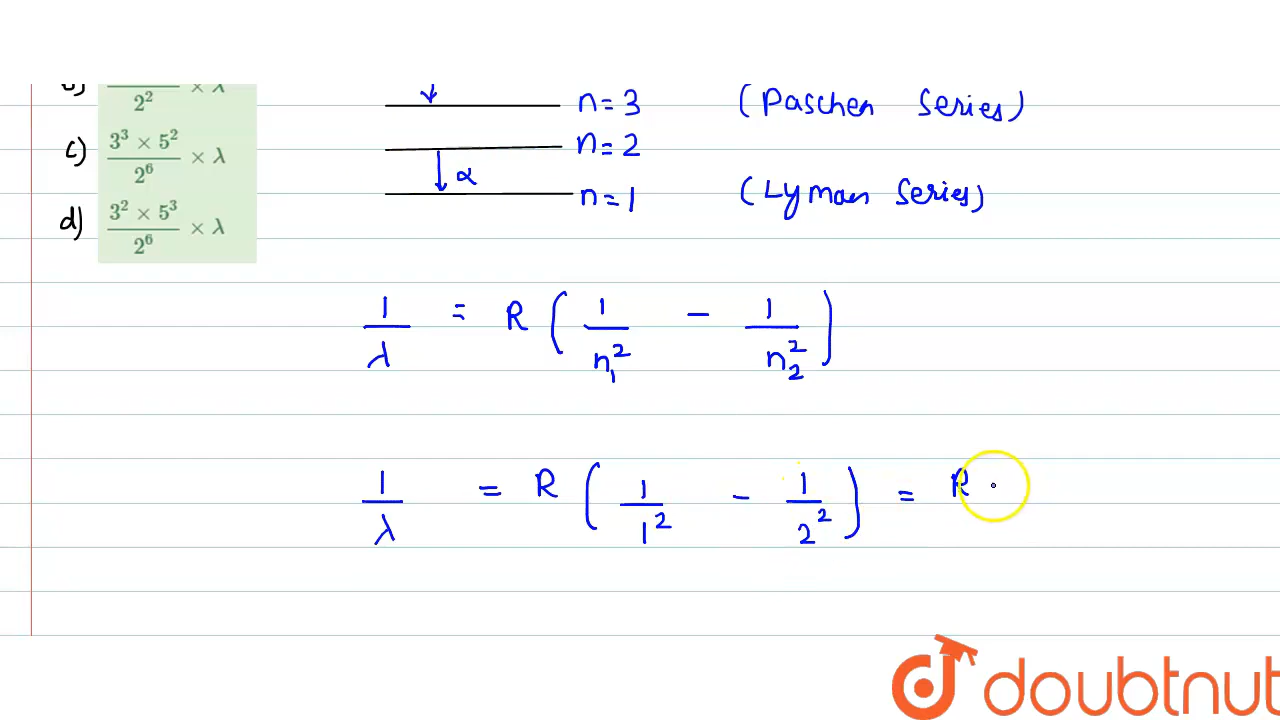 b) / 2² × λ
n=3 (Paschen Series)
n=2
c) 3³ × 5² / 2⁶ × λ
α
n=1 (Lyman Series)
d) 3² × 5³ / 2⁶ × λ
1/λ = R (1/n₁² - 1/n₂²)
1/λ = R (1/1² - 1/2²) = R
doubtnut